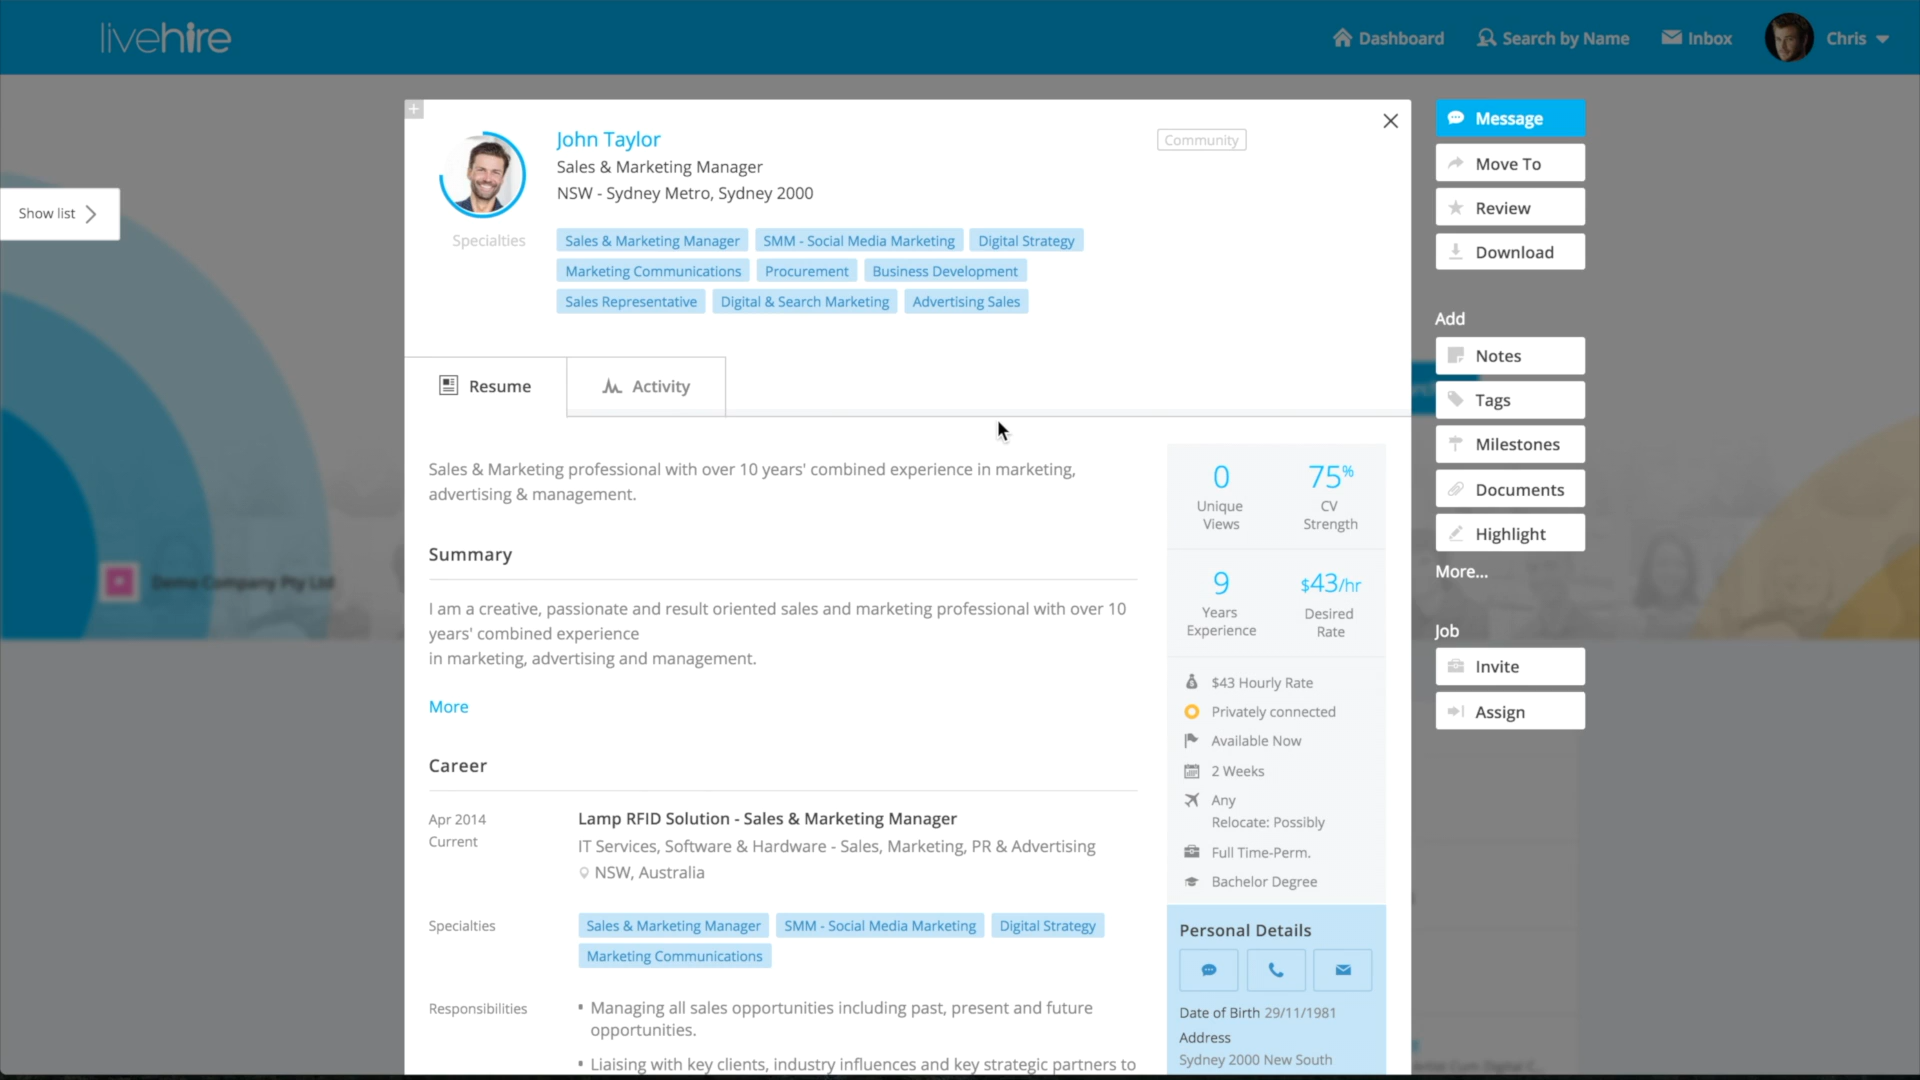 livehire
Dashboard
Search by Name
Inbox
Chris
Show list
John Taylor
Sales & Marketing Manager
NSW - Sydney Metro, Sydney 2000
Community
Specialties
Sales & Marketing Manager
SMM - Social Media Marketing
Digital Strategy
Marketing Communications
Procurement
Business Development
Sales Representative
Digital & Search Marketing
Advertising Sales
Resume
Activity
Sales & Marketing professional with over 10 years' combined experience in marketing,
advertising & management.
Summary
I am a creative, passionate and result oriented sales and marketing professional with over 10
years' combined experience
in marketing, advertising and management.
More
Career
Apr 2014
Current
Lamp RFID Solution - Sales & Marketing Manager
IT Services, Software & Hardware - Sales, Marketing, PR & Advertising
NSW, Australia
Specialties
Sales & Marketing Manager
SMM - Social Media Marketing
Digital Strategy
Marketing Communications
Responsibilities
▪ Managing all sales opportunities including past, present and future
opportunities.
▪ Liaising with key clients, industry influences and key strategic partners to
0
Unique
Views
75%
CV
Strength
9
Years
Experience
$43/hr
Desired
Rate
$43 Hourly Rate
Privately connected
Available Now
2 Weeks
Any
Relocate: Possibly
Full Time-Perm.
Bachelor Degree
Personal Details
Date of Birth 29/11/1981
Address
Sydney 2000 New South
Message
Move To
Review
Download
Add
Notes
Tags
Milestones
Documents
Highlight
More...
Job
Invite
Assign
Demo Company Pty Ltd